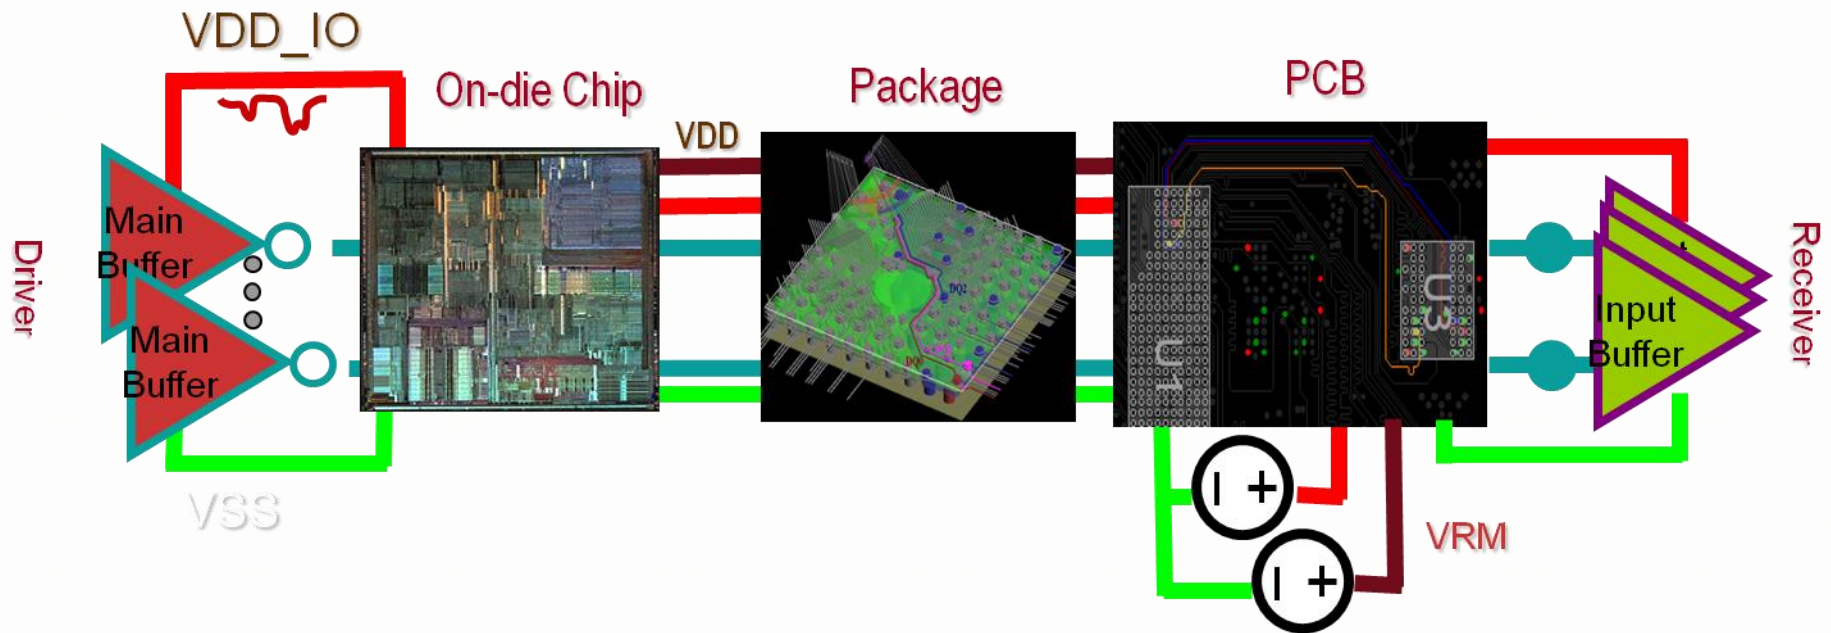 VDD_IO
On-die Chip
Package
PCB
VDD
Driver
Main
Buffer
Main
Buffer
VSS
DQ2
U1
U3
Input
Buffer
Receiver
VRM